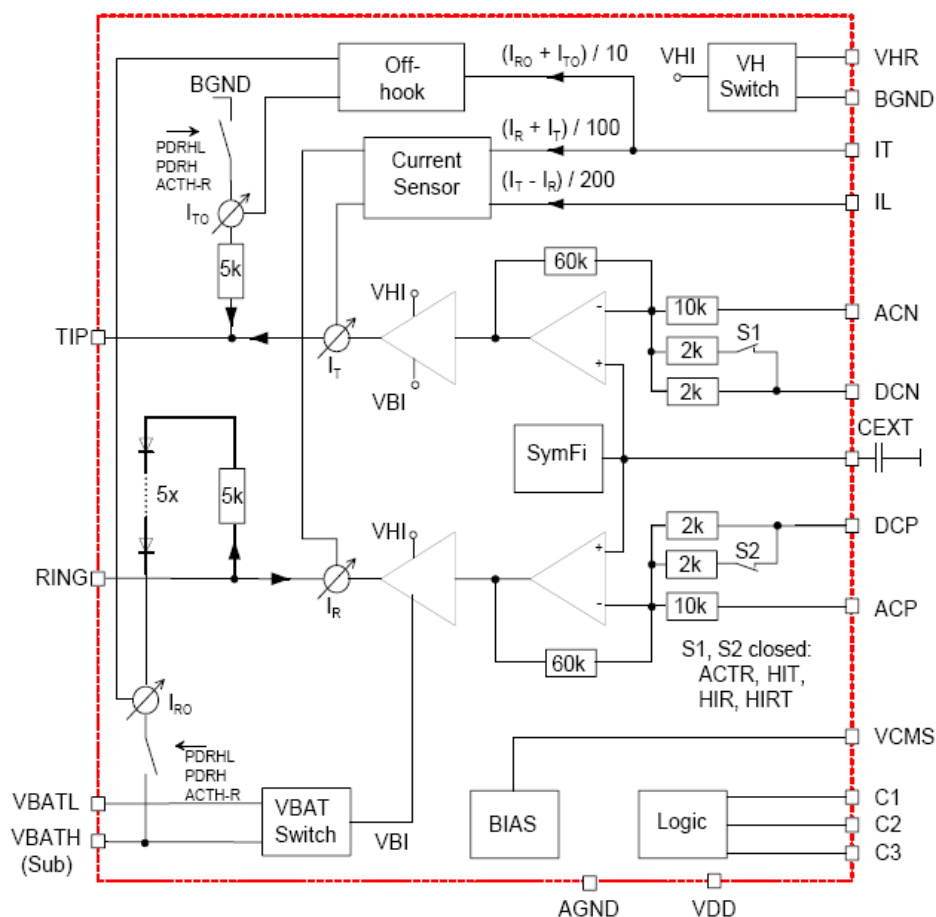 Off-
hook
(IRO + ITO) / 10
VHI
VH
Switch
VHR
BGND
BGND
PDRHL
PDRH
ACTH-R
ITO
5k
Current
Sensor
(IR + IT) / 100
IT
(IT - IR) / 200
IL
60k
VHI
-
10k
ACN
TIP
IT
+
2k
S1
VBI
2k
DCN
CEXT
SymFi
5x
5k
VHI
2k
DCP
+
2k
S2
RING
IR
-
10k
ACP
60k
S1, S2 closed:
ACTR, HIT,
HIR, HIRT
IRO
PDRHL
PDRH
ACTH-R
VCMS
VBATL
VBAT
Switch
VBI
VBATH
(Sub)
BIAS
Logic
C1
C2
C3
AGND
VDD